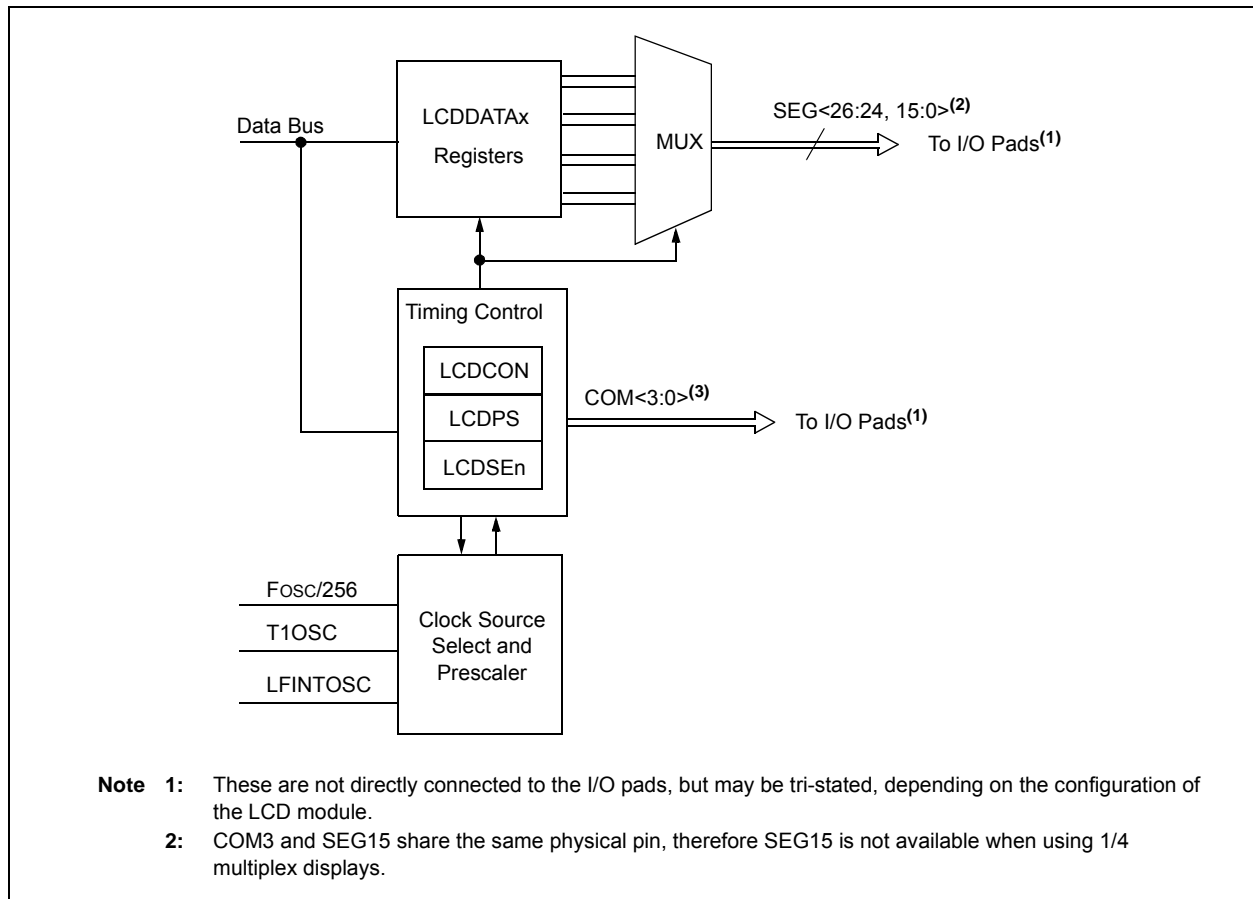 SEG<26:24, 15:0>(2)
Data Bus
LCDDATAx
Registers
MUX
To I/O Pads(1)
Timing Control
LCDCON
LCDPS
LCDSEn
COM<3:0>(3)
To I/O Pads(1)
FOSC/256
T1OSC
LFINTOSC
Clock Source
Select and
Prescaler
Note 1: These are not directly connected to the I/O pads, but may be tri-stated, depending on the configuration of
the LCD module.
2: COM3 and SEG15 share the same physical pin, therefore SEG15 is not available when using 1/4
multiplex displays.